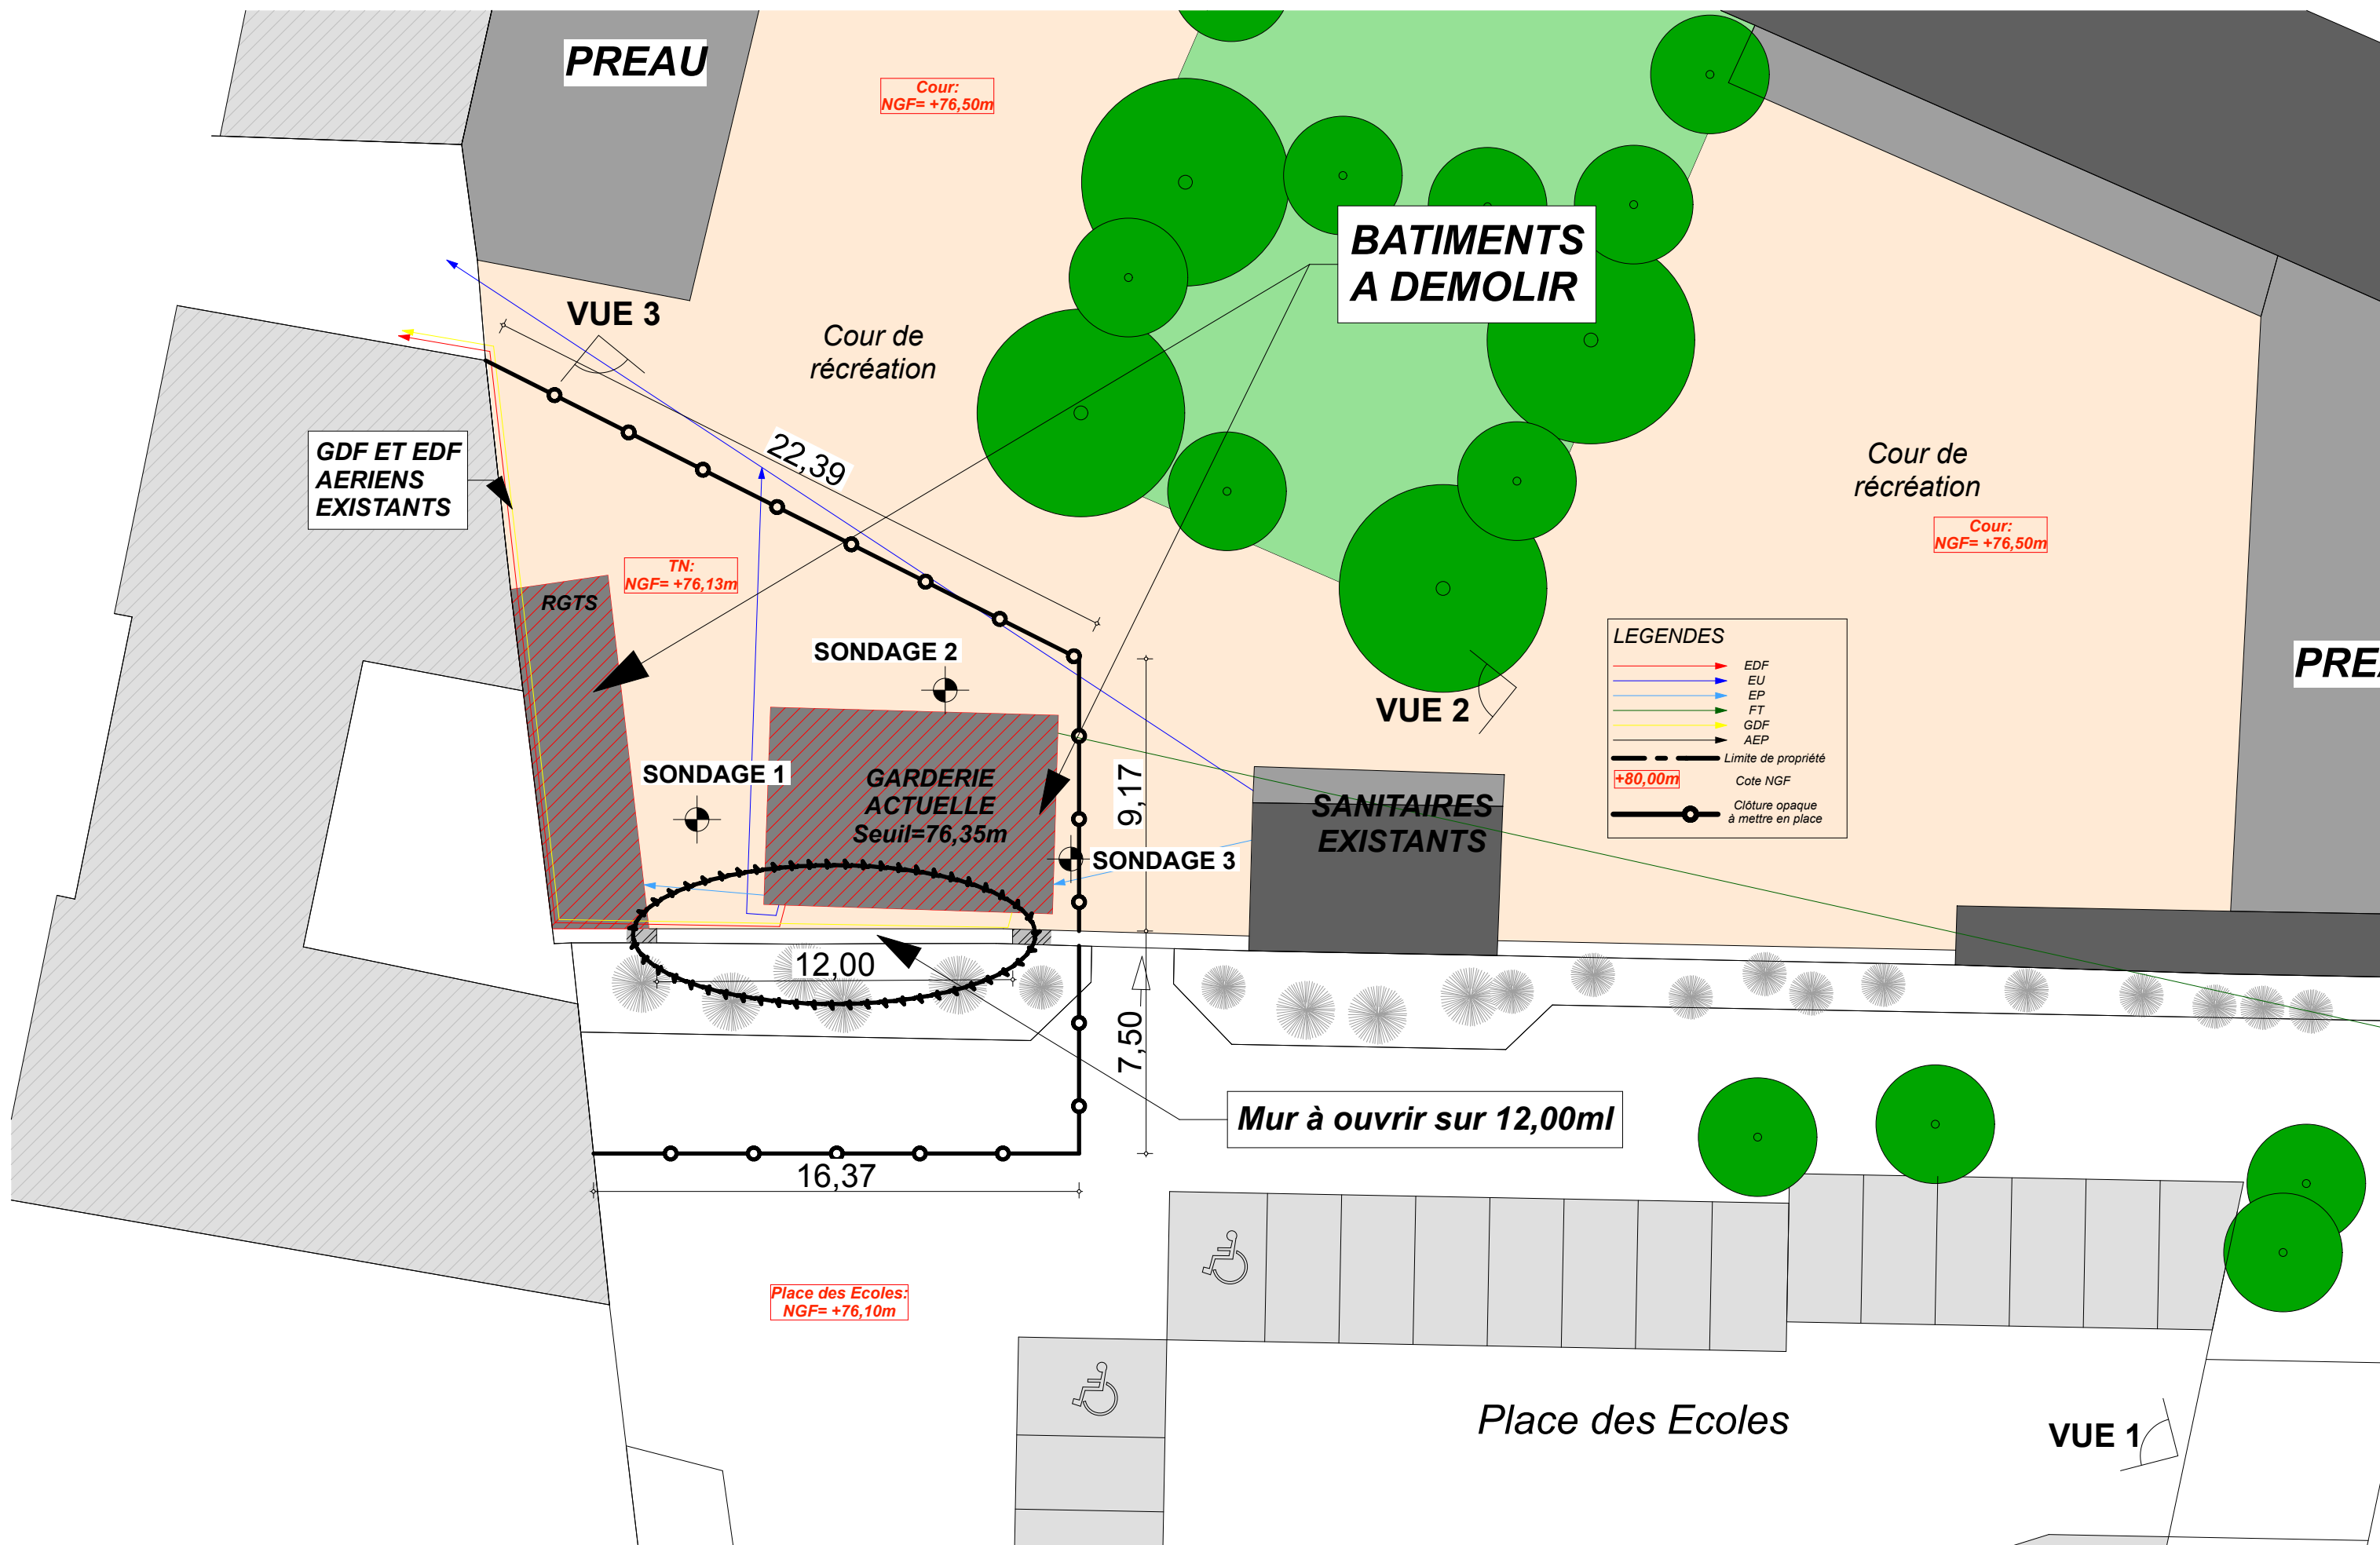 PREAU
Cour:
NGF= +76,50m
BATIMENTS
A DEMOLIR
VUE 3
Cour de
récréation
22,39
GDF ET EDF
AERIENS
EXISTANTS
Cour de
récréation
Cour:
NGF= +76,50m
TN:
NGF= +76,13m
RGTS
SONDAGE 2
LEGENDES
EDF
EU
EP
FT
GDF
AEP
Limite de propriété
+80,00m
Cote NGF
Clôture opaque
à mettre en place
PREA
VUE 2
SONDAGE 1
GARDERIE
ACTUELLE
Seuil=76,35m
9,17
SANITAIRES
EXISTANTS
SONDAGE 3
12,00
7,50
Mur à ouvrir sur 12,00ml
16,37
Place des Ecoles:
NGF= +76,10m
Place des Ecoles
VUE 1